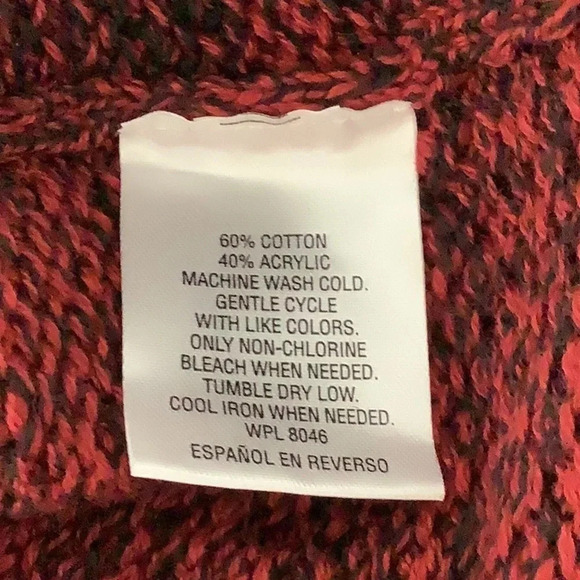 60% COTTON
40% ACRYLIC
MACHINE WASH COLD.
GENTLE CYCLE
WITH LIKE COLORS.
ONLY NON-CHLORINE
BLEACH WHEN NEEDED.
TUMBLE DRY LOW.
COOL IRON WHEN NEEDED.
WPL 8046
ESPAÑOL EN REVERSO